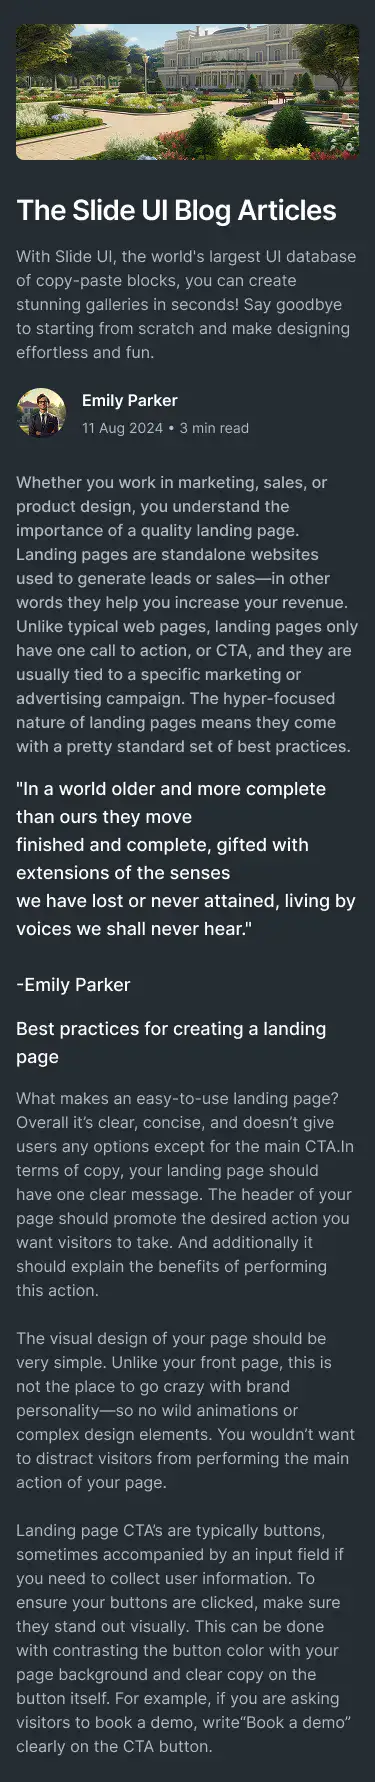 The Slide UI Blog Articles
With Slide UI, the world's largest UI database
of copy-paste blocks, you can create
stunning galleries in seconds! Say goodbye
to starting from scratch and make designing
effortless and fun.
Emily Parker
11 Aug 2024 • 3 min read
Whether you work in marketing, sales, or
product design, you understand the
importance of a quality landing page.
Landing pages are standalone websites
used to generate leads or sales—in other
words they help you increase your revenue.
Unlike typical web pages, landing pages only
have one call to action, or CTA, and they are
usually tied to a specific marketing or
advertising campaign. The hyper-focused
nature of landing pages means they come
with a pretty standard set of best practices.
"In a world older and more complete
than ours they move
finished and complete, gifted with
extensions of the senses
we have lost or never attained, living by
voices we shall never hear."
-Emily Parker
Best practices for creating a landing
page
What makes an easy-to-use landing page?
Overall it’s clear, concise, and doesn’t give
users any options except for the main CTA.In
terms of copy, your landing page should
have one clear message. The header of your
page should promote the desired action you
want visitors to take. And additionally it
should explain the benefits of performing
this action.
The visual design of your page should be
very simple. Unlike your front page, this is
not the place to go crazy with brand
personality—so no wild animations or
complex design elements. You wouldn’t want
to distract visitors from performing the main
action of your page.
Landing page CTA’s are typically buttons,
sometimes accompanied by an input field if
you need to collect user information. To
ensure your buttons are clicked, make sure
they stand out visually. This can be done
with contrasting the button color with your
page background and clear copy on the
button itself. For example, if you are asking
visitors to book a demo, write“Book a demo”
clearly on the CTA button.